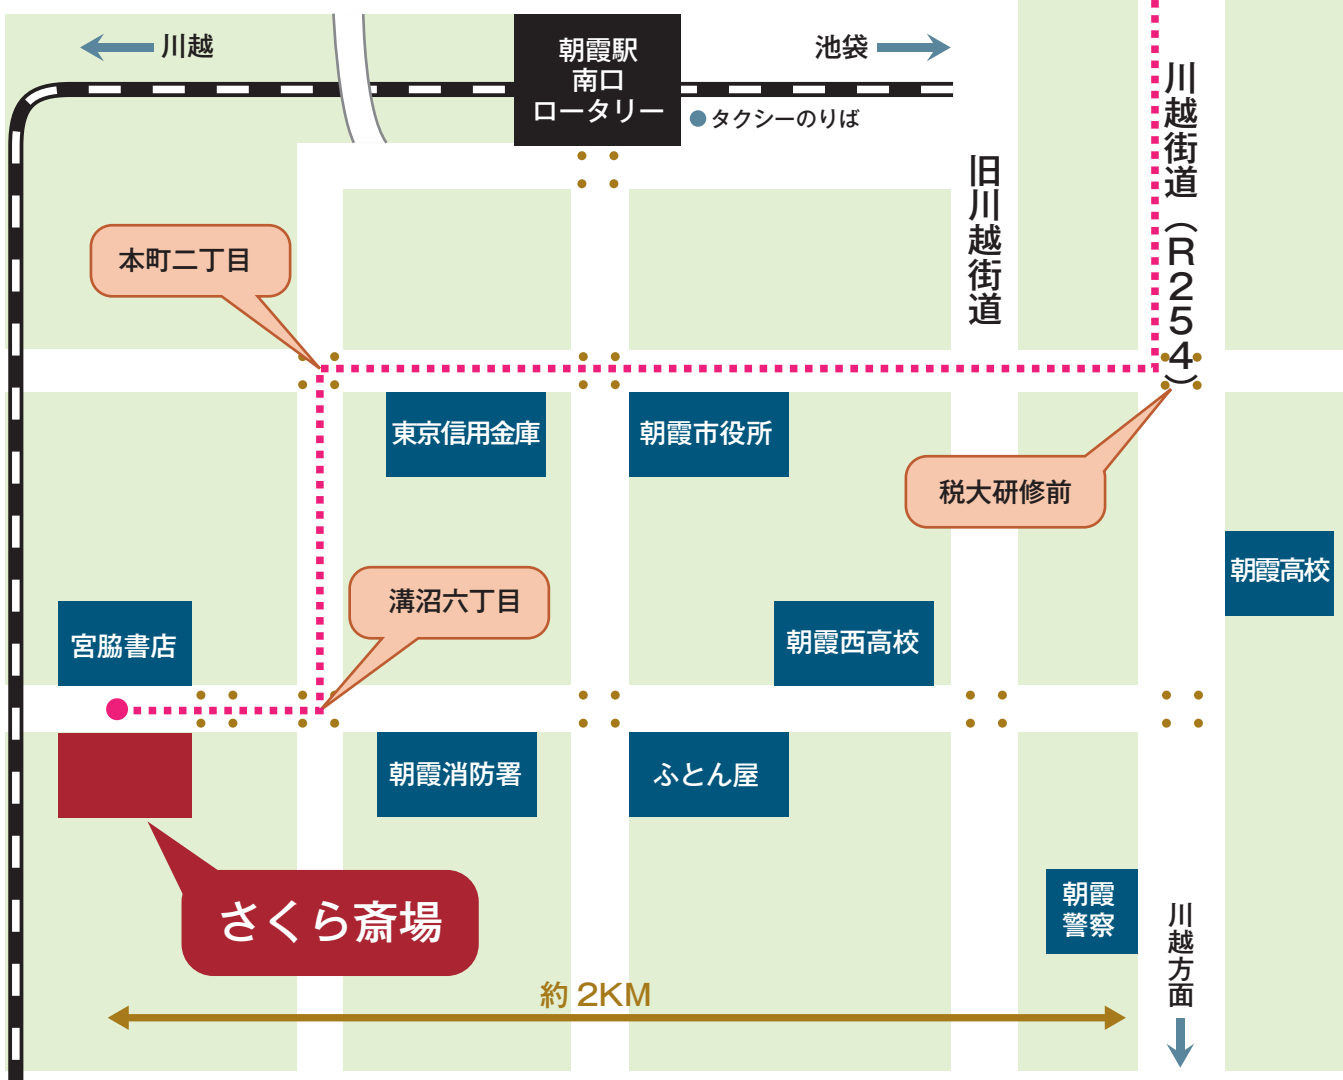 川越
朝霞駅
南口
ロータリー
池袋
タクシーのりば
川越街道（R254）
旧川越街道
本町二丁目
東京信用金庫
朝霞市役所
税大研修前
朝霞高校
溝沼六丁目
宮脇書店
朝霞西高校
朝霞消防署
ふとん屋
さくら斎場
朝霞
警察
川越方面
約 2KM